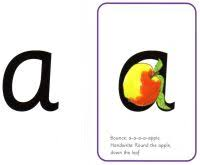 a
a
Bounce, a-a-a-a-apple
Handwrite: Round the apple,
down the leaf